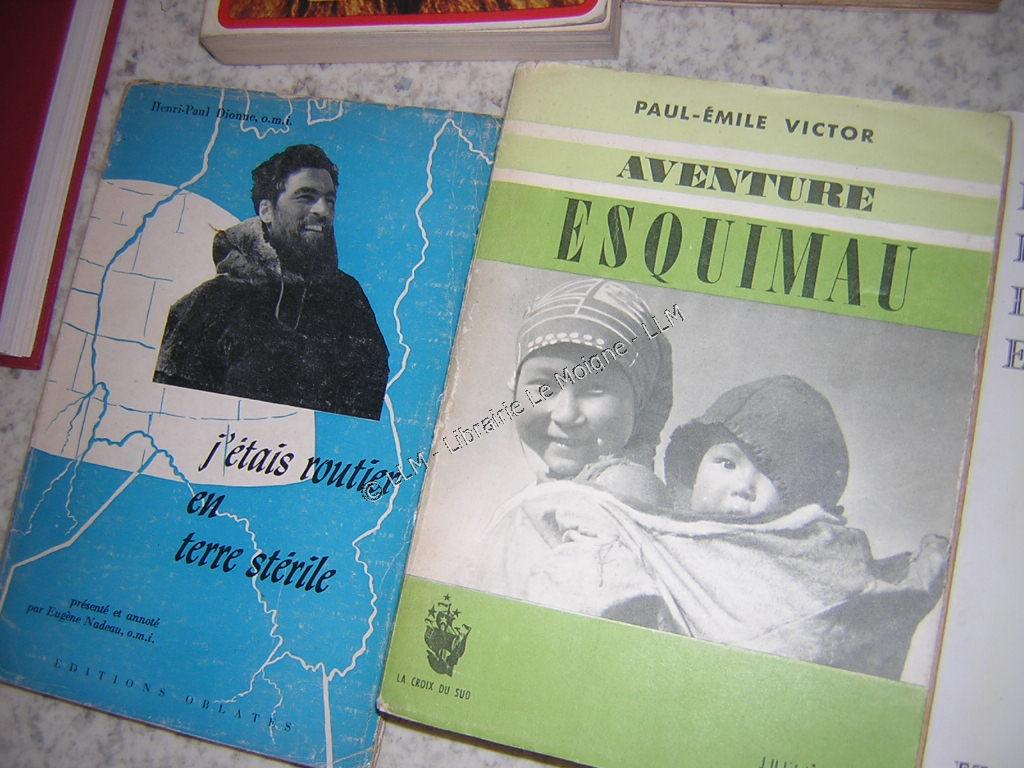 Henri-Paul Dionne, o.m.i.
j'étais routier
en
terre stérile
présenté et annoté
par Eugène Nadeau, o.m.i.
EDITIONS OBLATES
PAUL-ÉMILE VICTOR
AVENTURE
ESQUIMAU
LA CROIX DU SUD
© LLM - Librairie Le Moigne - LLM